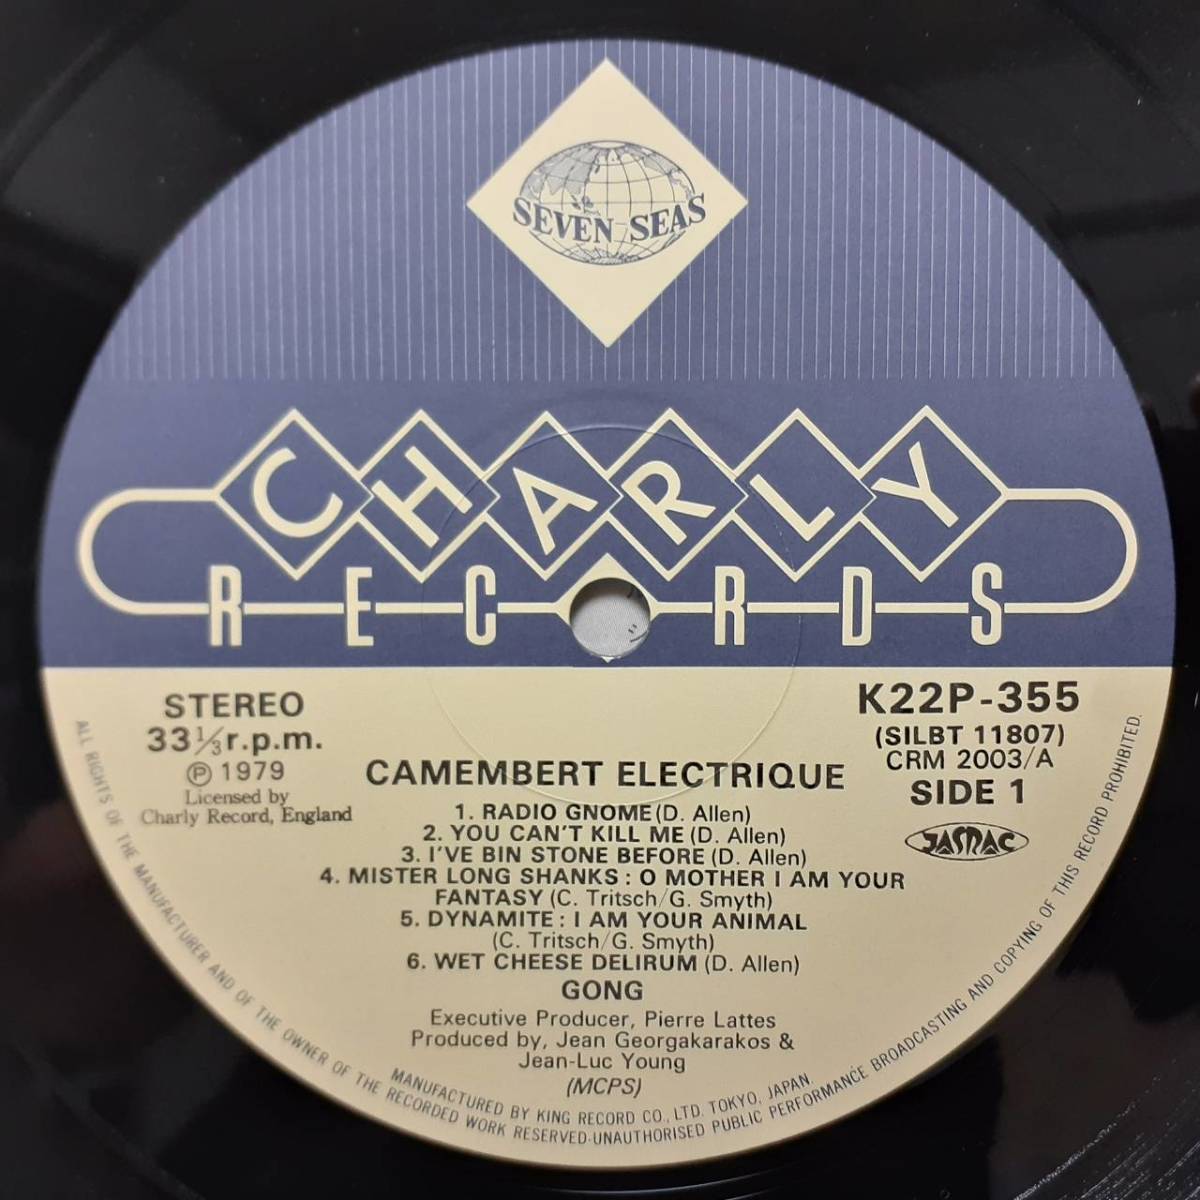 SEVEN SEAS
CHARLY
RECORDS
STEREO
33 1/3 r.p.m.
Ⓟ 1979
Licensed by
Charly Record, England
K22P-355
(SILBT 11807)
CRM 2003/A
SIDE 1
JASRAC
CAMEMBERT ELECTRIQUE
1. RADIO GNOME (D. Allen)
2. YOU CAN'T KILL ME (D. Allen)
3. I'VE BIN STONE BEFORE (D. Allen)
4. MISTER LONG SHANKS : O MOTHER I AM YOUR
FANTASY (C. Tritsch/G. Smyth)
5. DYNAMITE : I AM YOUR ANIMAL
(C. Tritsch/G. Smyth)
6. WET CHEESE DELIRUM (D. Allen)
GONG
Executive Producer, Pierre Lattes
Produced by, Jean Georgakarakos &
Jean-Luc Young
(MCPS)
MANUFACTURED BY KING RECORD CO., LTD. TOKYO, JAPAN.
ALL RIGHTS OF THE MANUFACTURER AND OF THE OWNER OF THE RECORDED WORK RESERVED·UNAUTHORISED PUBLIC PERFORMANCE BROADCASTING AND COPYING OF THIS RECORD PROHIBITED.